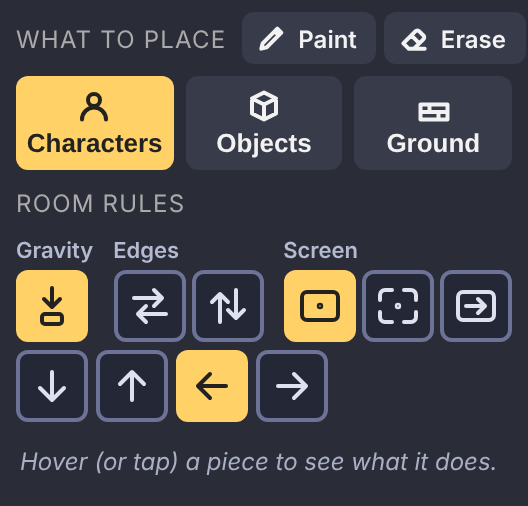 WHAT TO PLACE Paint Erase
Characters Objects Ground
ROOM RULES
Gravity Edges Screen
Hover (or tap) a piece to see what it does.